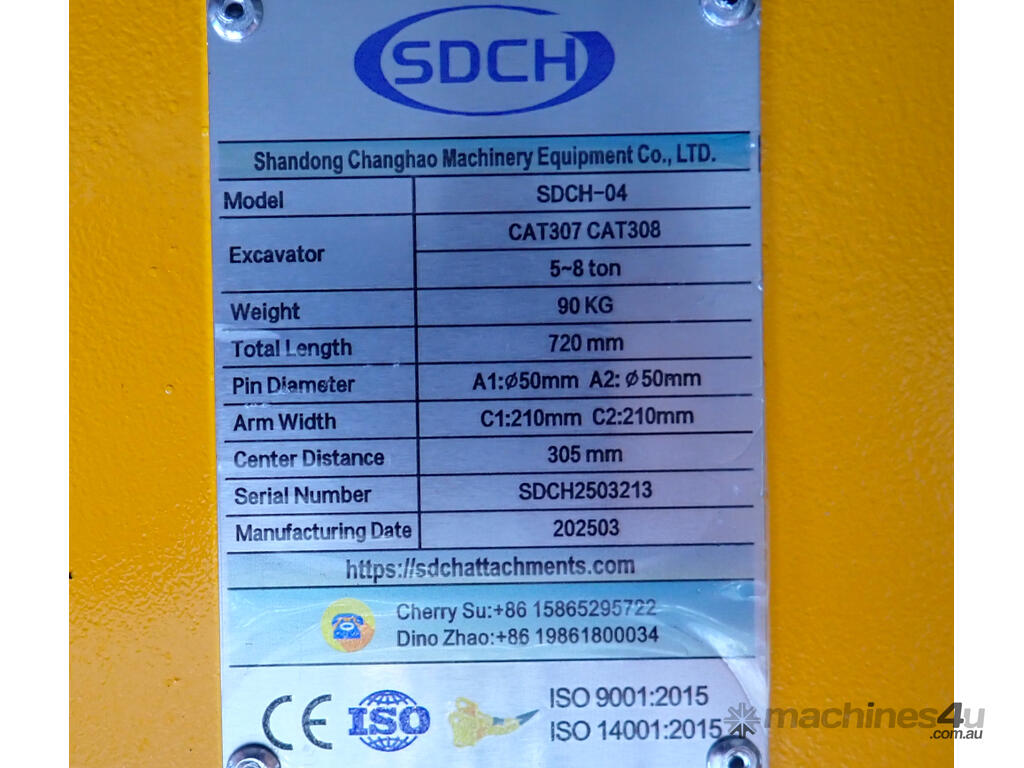 SDCH
Shandong Changhao Machinery Equipment Co., LTD.
Model SDCH-04
Excavator CAT307 CAT308
5~8 ton
Weight 90 KG
Total Length 720 mm
Pin Diameter A1:Ø50mm A2: Ø50mm
Arm Width C1:210mm C2:210mm
Center Distance 305 mm
Serial Number SDCH2503213
Manufacturing Date 202503
https://sdchattachments.com
Cherry Su:+86 15865295722
Dino Zhao:+86 19861800034
CE ISO ISO 9001:2015
ISO 14001:2015
machines4u
.com.au